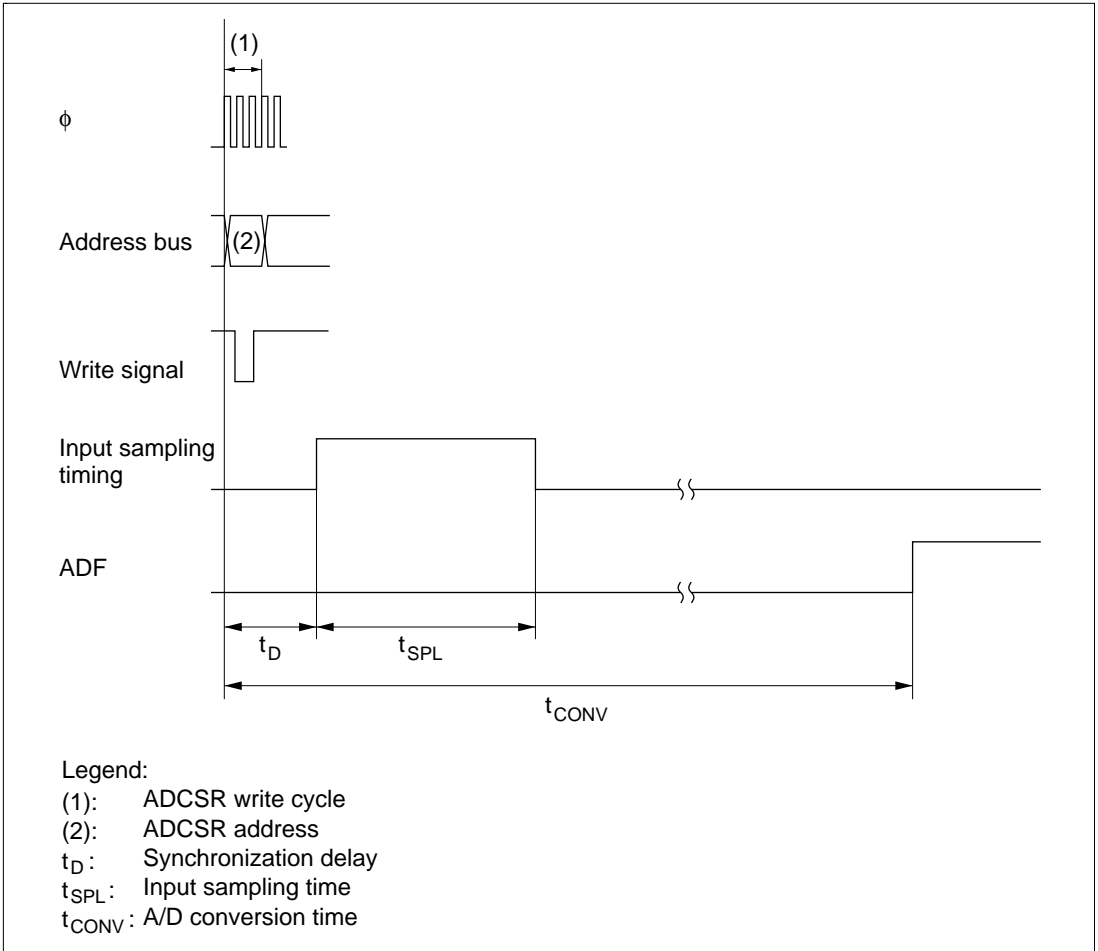 (1)
ϕ
Address bus
(2)
Write signal
Input sampling
timing
ADF
tD
tSPL
tCONV
Legend:
(1): ADCSR write cycle
(2): ADCSR address
tD : Synchronization delay
tSPL : Input sampling time
tCONV : A/D conversion time